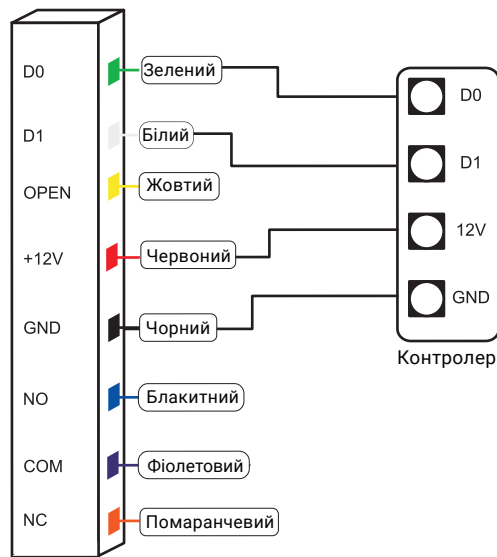 D0
Зелений
D1
Білий
OPEN
Жовтий
+12V
Червоний
GND
Чорний
NO
Блакитний
COM
Фіолетовий
NC
Помаранчевий
D0
D1
12V
GND
Контролер